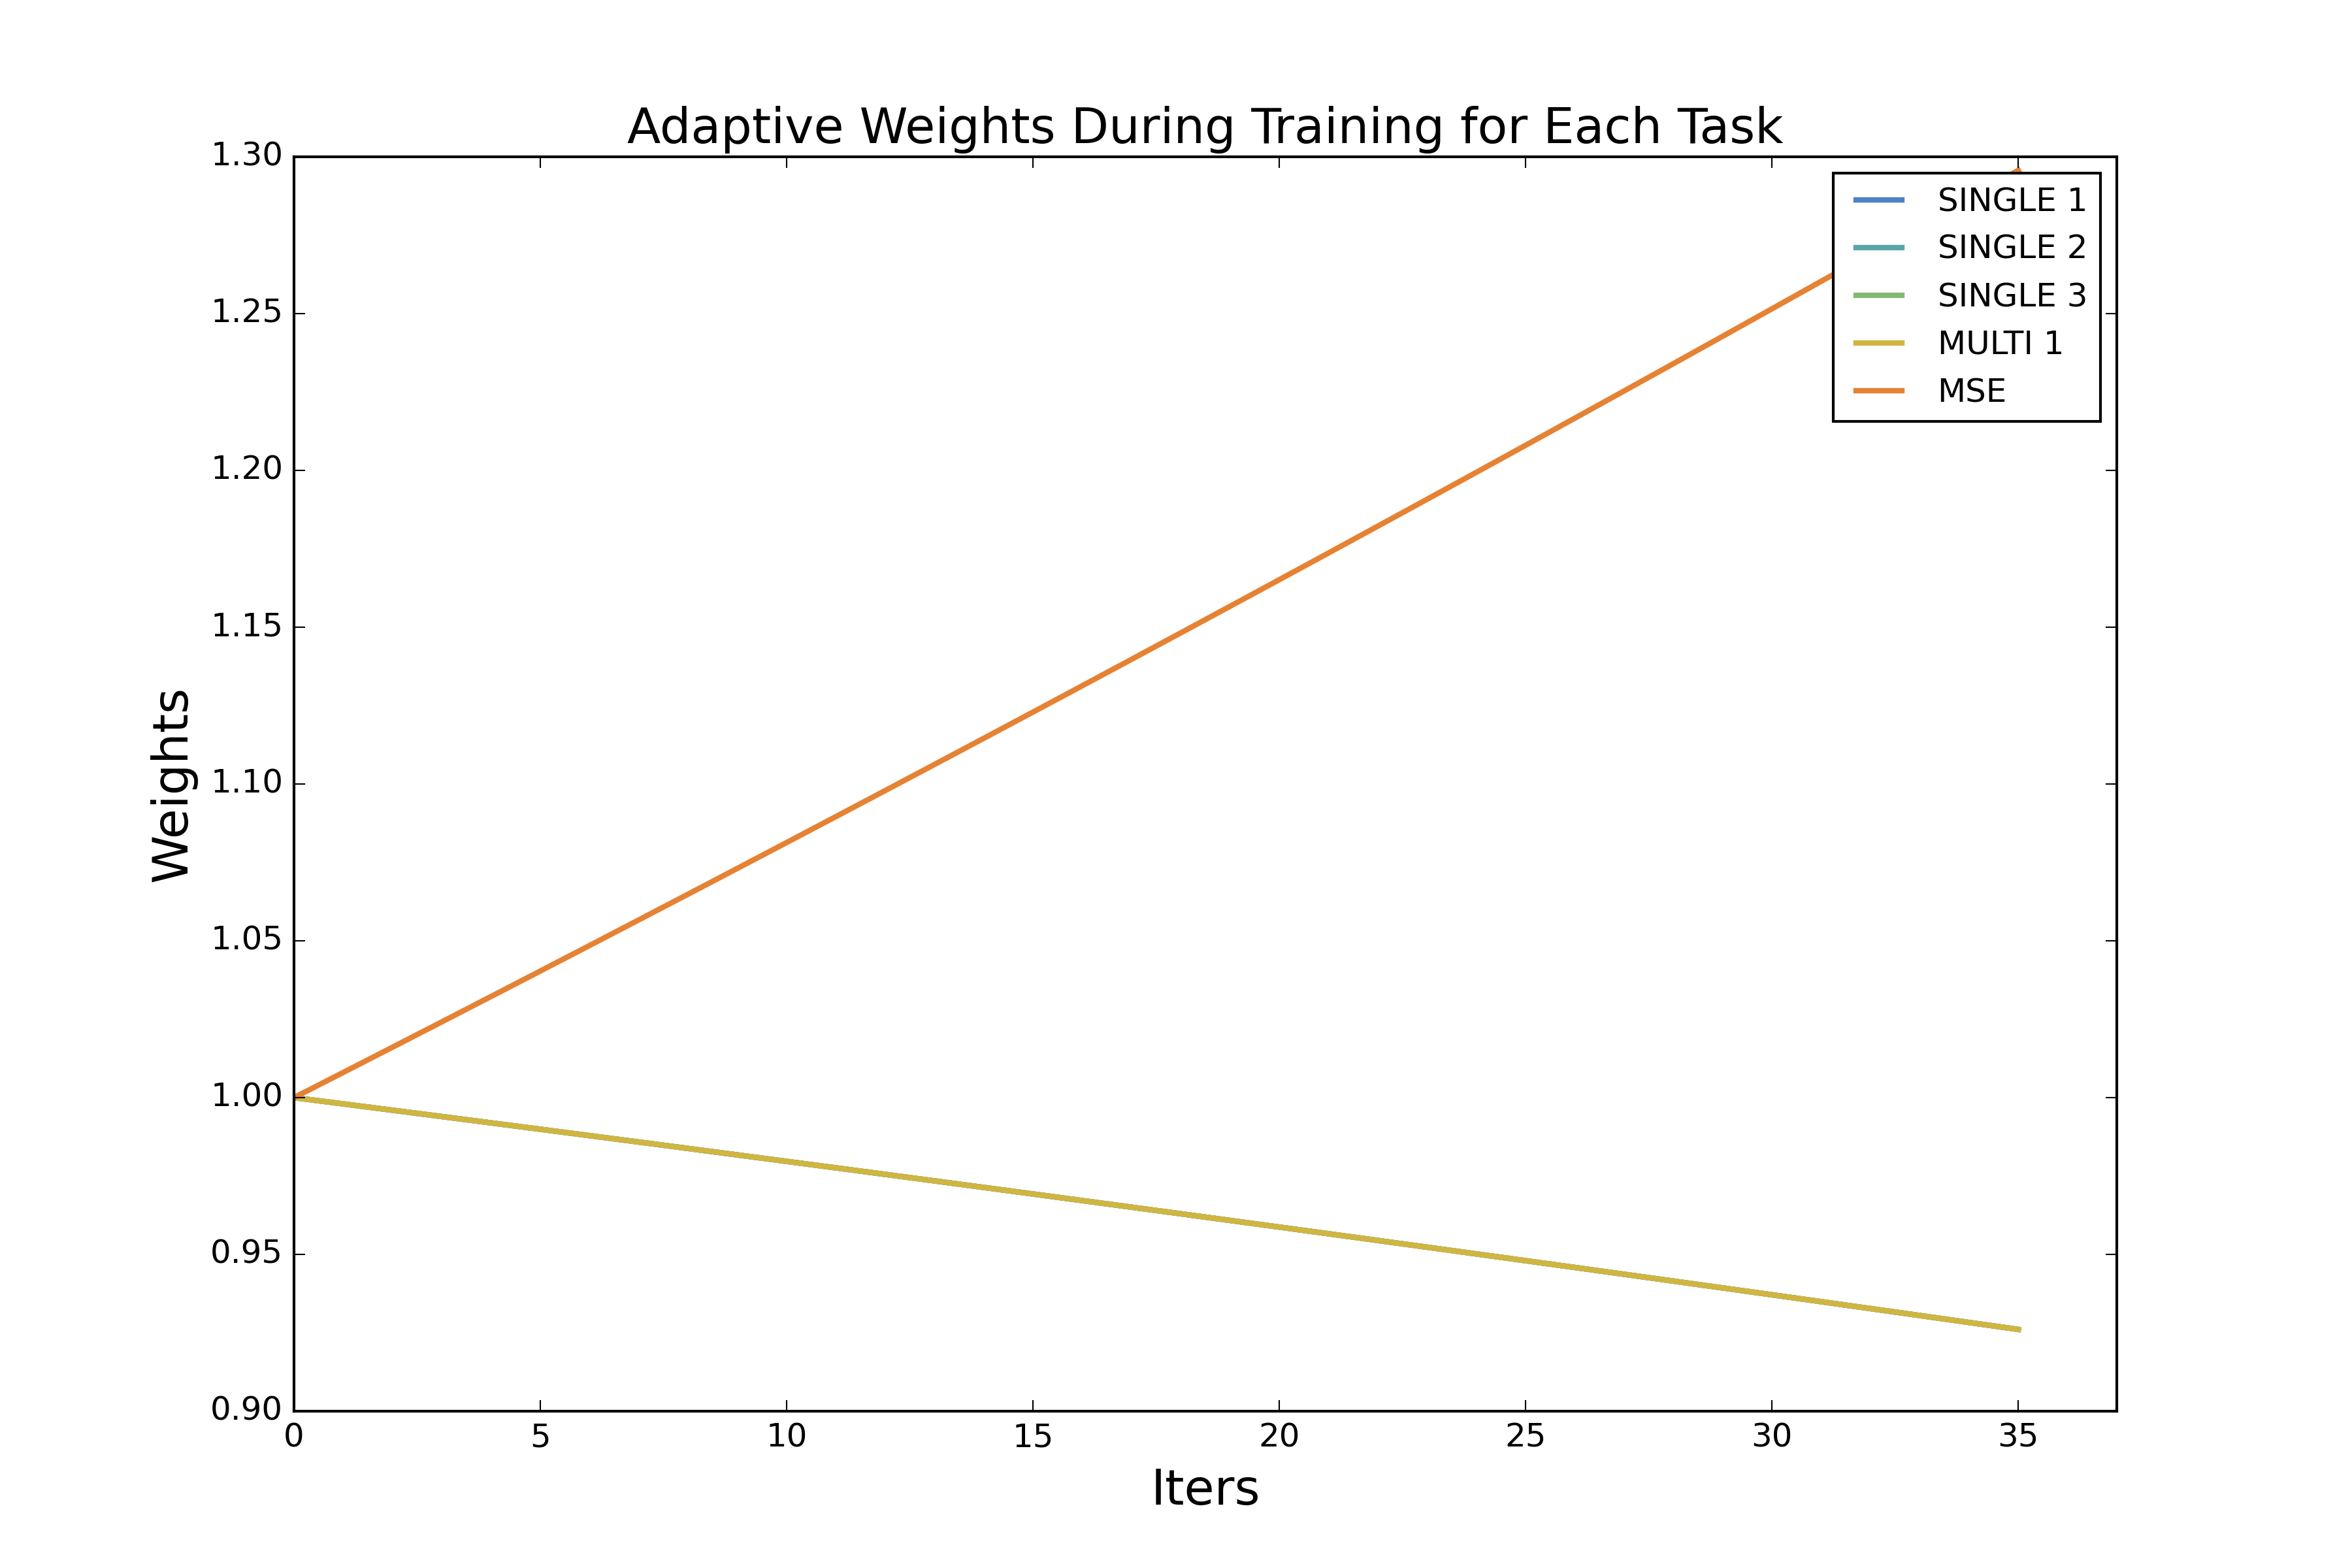 Adaptive Weights During Training for Each Task
1.30
1.25
1.20
1.15
1.10
1.05
1.00
0.95
0.90
Weights
SINGLE 1
SINGLE 2
SINGLE 3
MULTI 1
MSE
0 5 10 15 20 25 30 35
Iters